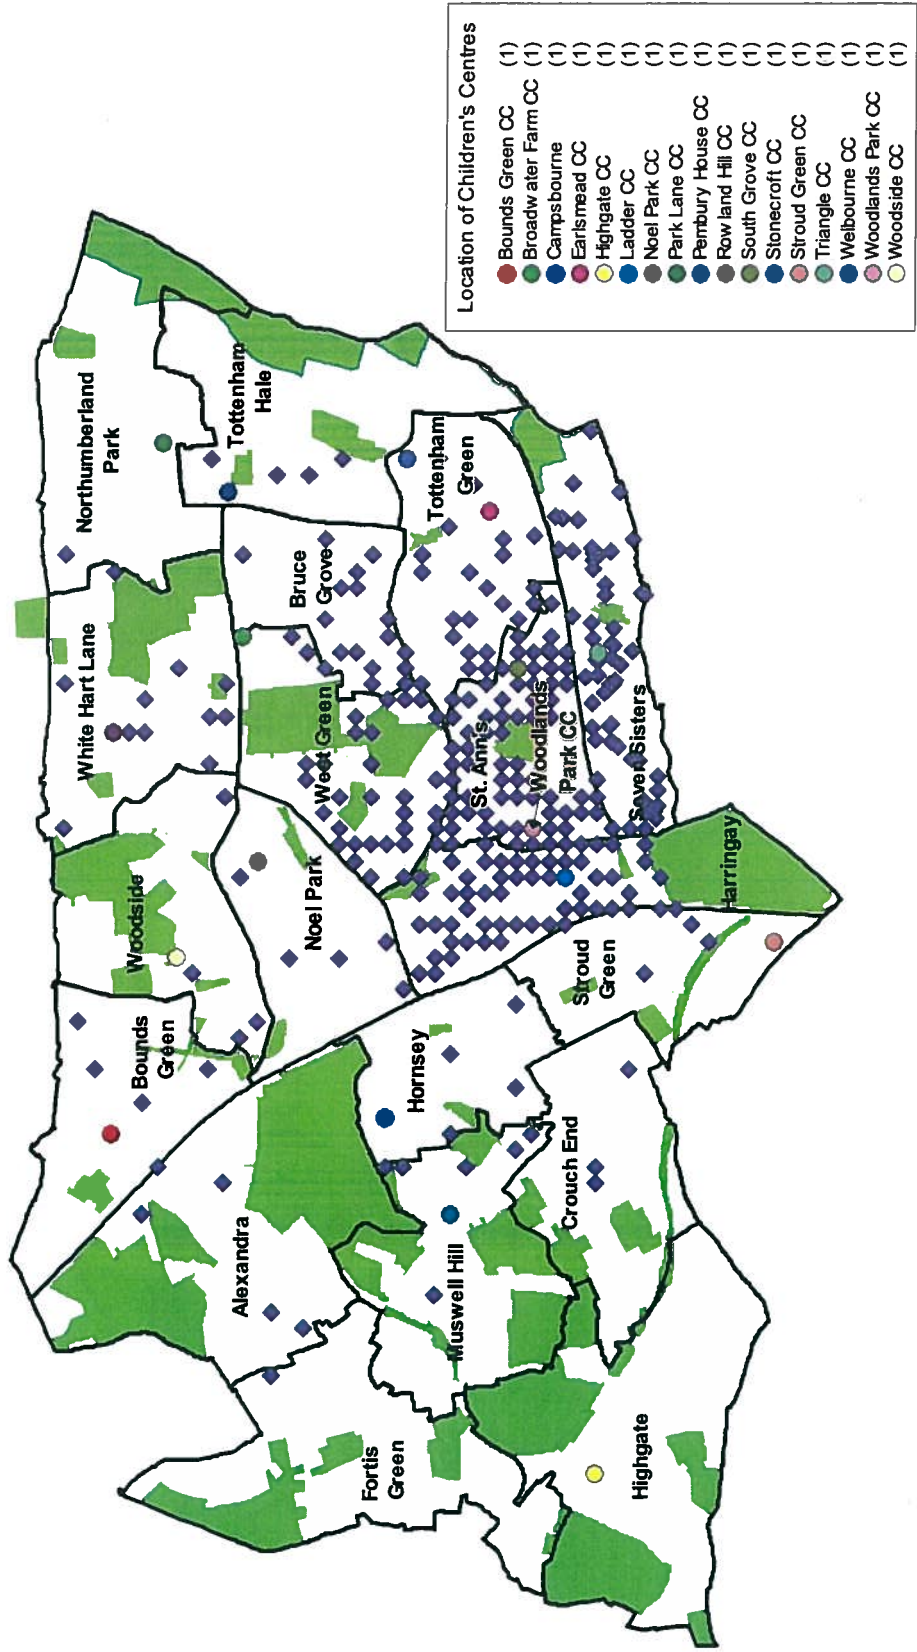 Northumberland
Park
Tottenham
Hale
Tottenham
Green
White Hart Lane
Bruce
Grove
West Green
St. Ann's
Woodlands
Park CC
Seven Sisters
Woodside
Noel Park
Harringay
Bounds
Green
Stroud
Green
Hornsey
Alexandra
Crouch End
Muswell Hill
Fortis
Green
Highgate
Location of Children's Centres
Bounds Green CC (1)
Broadwater Farm CC (1)
Campsbourne (1)
Earlsmead CC (1)
Highgate CC (1)
Ladder CC (1)
Noel Park CC (1)
Park Lane CC (1)
Pembury House CC (1)
Rowland Hill CC (1)
South Grove CC (1)
Stonecroft CC (1)
Stroud Green CC (1)
Triangle CC (1)
Welbourne CC (1)
Woodlands Park CC (1)
Woodside CC (1)